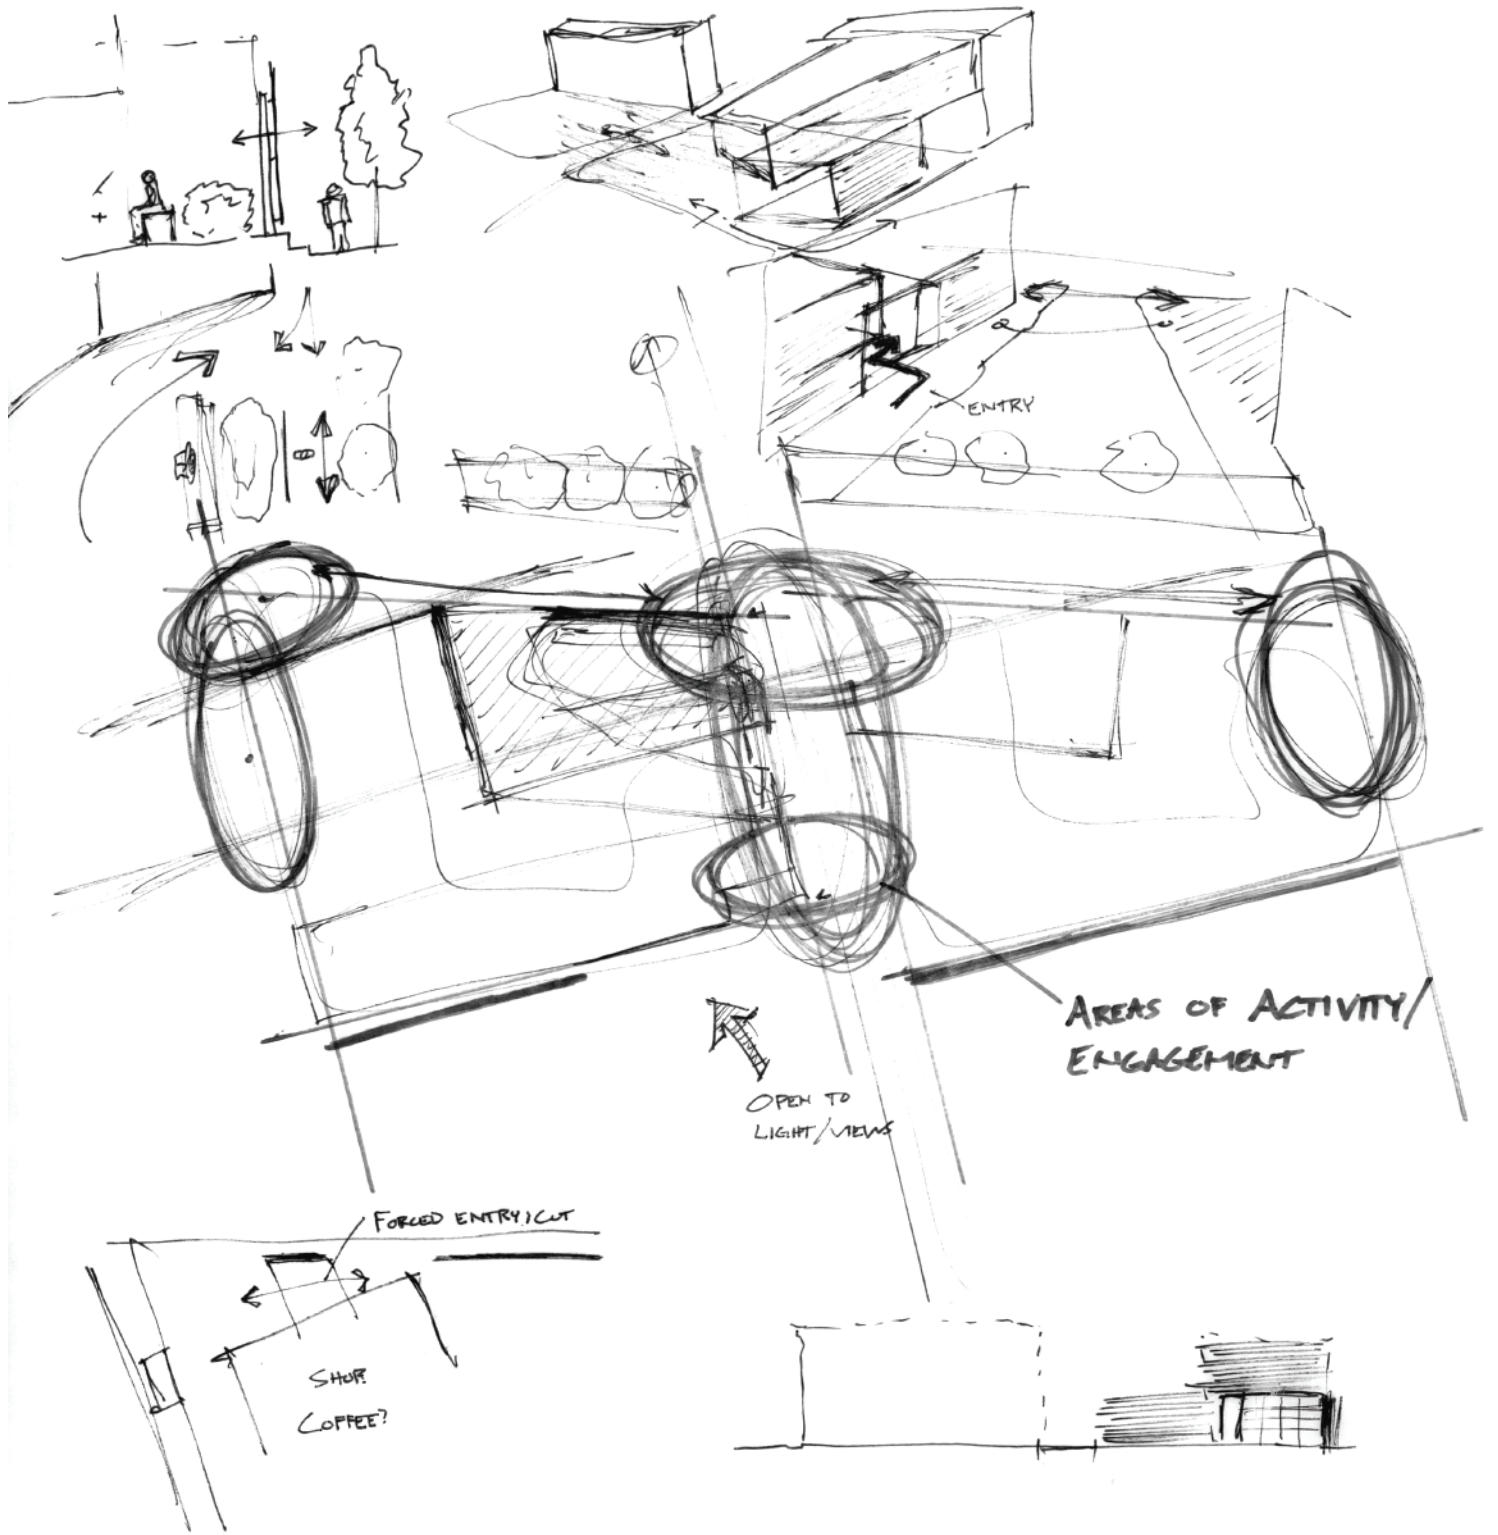 ENTRY
AREAS OF ACTIVITY/
ENGAGEMENT
OPEN TO
LIGHT/VIEWS
FORCED ENTRY/CUT
SHOP.
COFFEE?